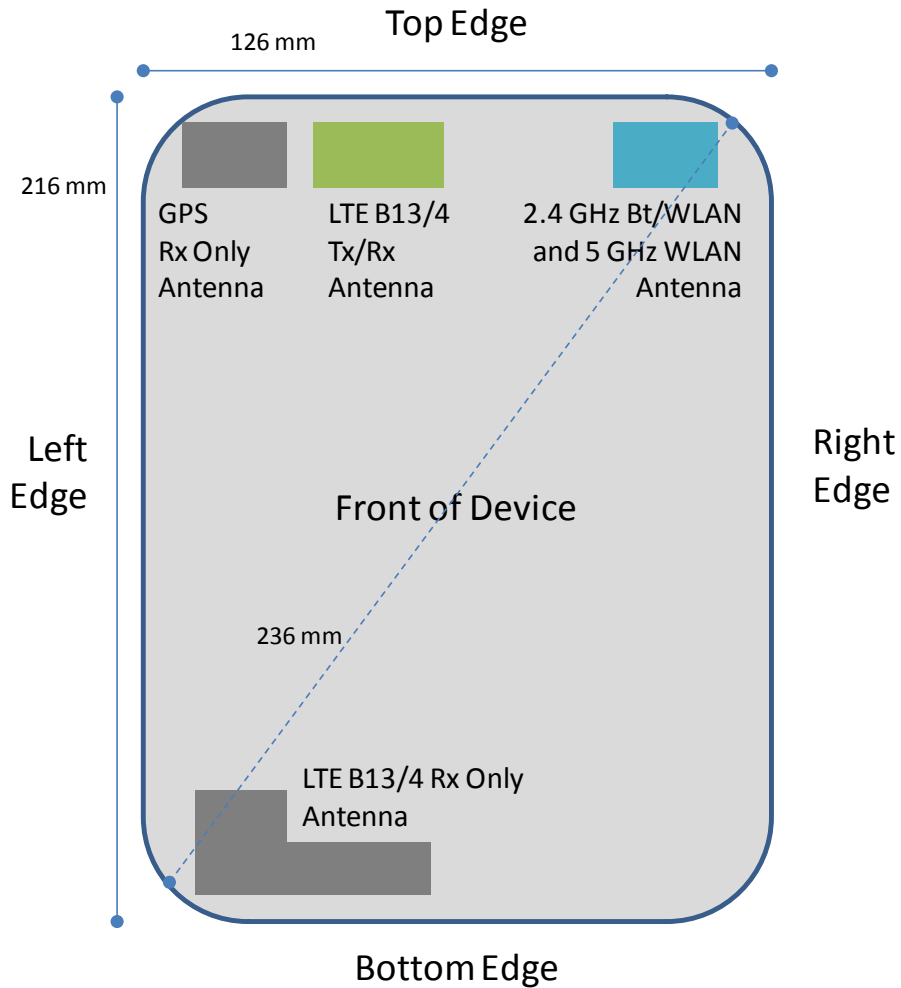 Top Edge
126 mm
216 mm
GPS
Rx Only
Antenna
LTE B13/4
Tx/Rx
Antenna
2.4 GHz Bt/WLAN
and 5 GHz WLAN
Antenna
Left
Edge
Right
Edge
Front of Device
236 mm
LTE B13/4 Rx Only
Antenna
Bottom Edge